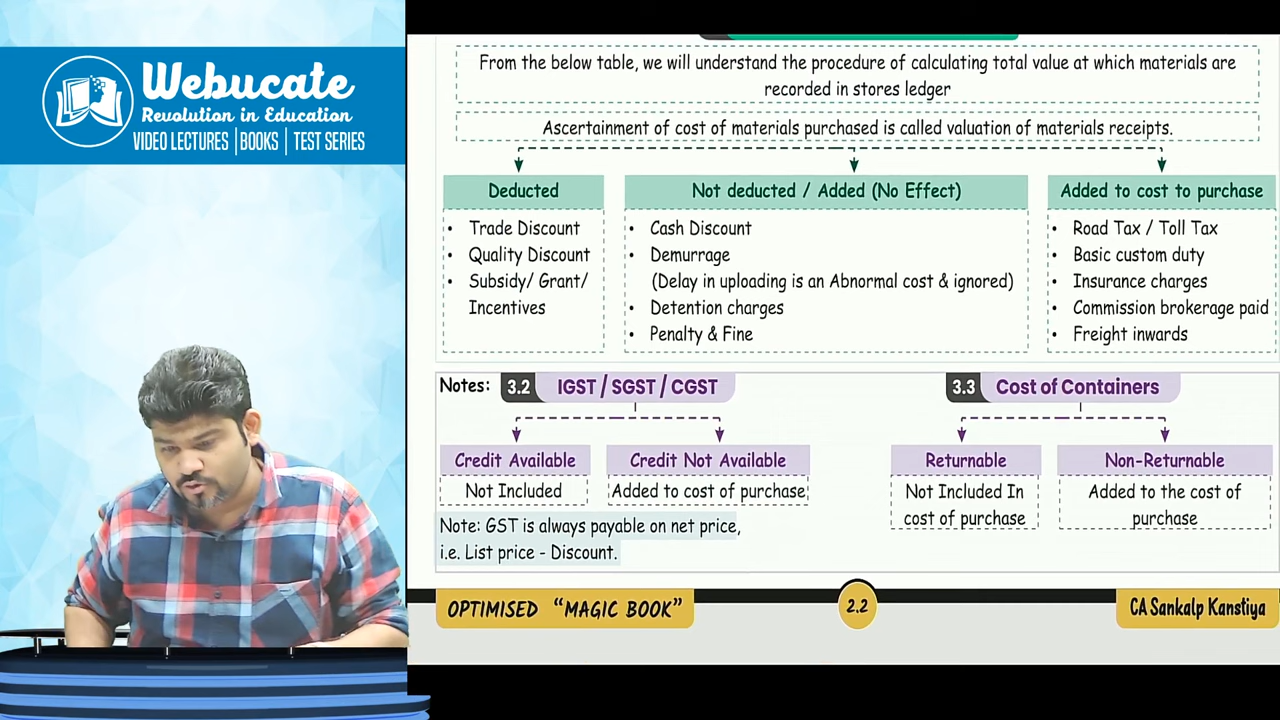 Webucate
Revolution in Education
VIDEO LECTURES | BOOKS | TEST SERIES
From the below table, we will understand the procedure of calculating total value at which materials are
recorded in stores ledger
Ascertainment of cost of materials purchased is called valuation of materials receipts.
Deducted
• Trade Discount
• Quality Discount
• Subsidy/ Grant/
Incentives
Not deducted / Added (No Effect)
• Cash Discount
• Demurrage
(Delay in uploading is an Abnormal cost & ignored)
• Detention charges
• Penalty & Fine
Added to cost to purchase
• Road Tax / Toll Tax
• Basic custom duty
• Insurance charges
• Commission brokerage paid
• Freight inwards
Notes: 3.2 IGST / SGST / CGST
Credit Available
Not Included
Credit Not Available
Added to cost of purchase
Note: GST is always payable on net price,
i.e. List price - Discount.
3.3 Cost of Containers
Returnable
Not Included In
cost of purchase
Non-Returnable
Added to the cost of
purchase
OPTIMISED "MAGIC BOOK"
2.2
CA Sankalp Kanstiya